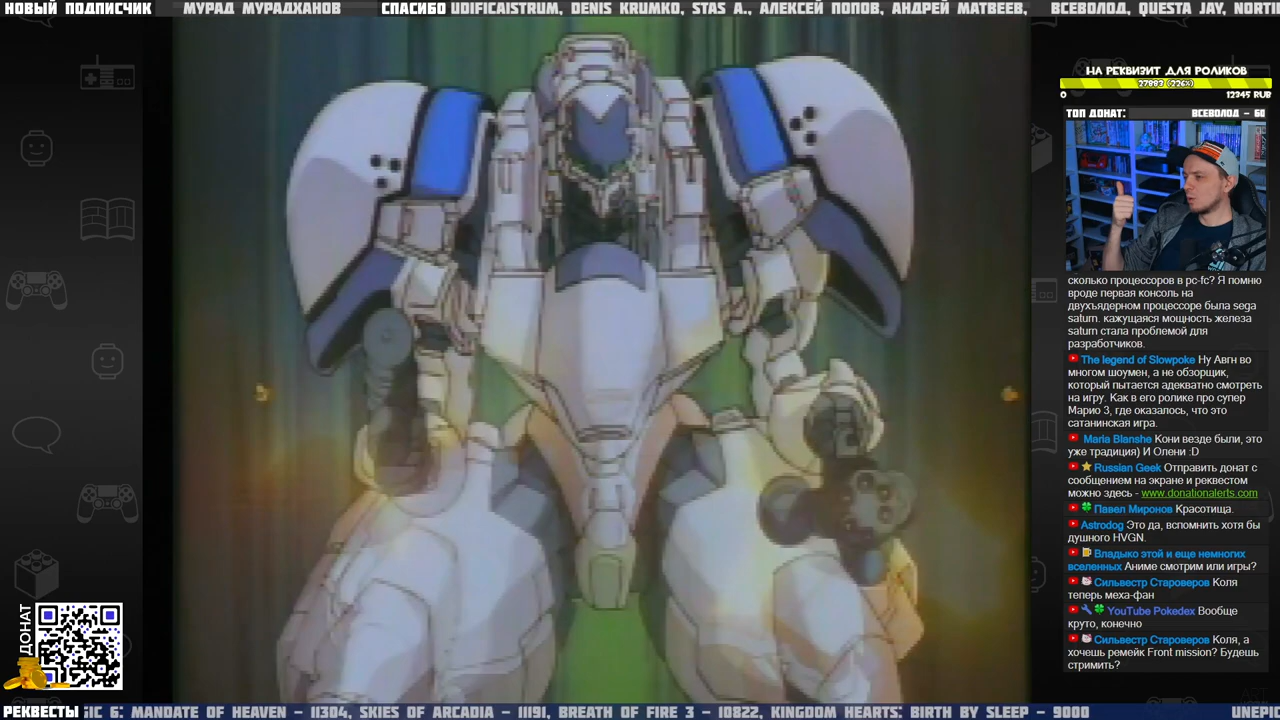 НОВЫЙ ПОДПИСЧИК МУРАД МУРАДХАНОВ СПАСИБО UDIFICAISTRUM, DENIS KRUMKO, STAS A., АЛЕКСЕЙ ПОПОВ, АНДРЕЙ МАТВЕЕВ, ВСЕВОЛОД, QUESTA JAY,
НА РЕКВИЗИТ ДЛЯ РОЛИКОВ
27883 (226%)
0 12345 RUB
ТОП ДОНАТ: ВСЕВОЛОД - 60
сколько процессоров в pc-fc? Я помню
вроде первая консоль на
двухъядерном процессоре была sega
saturn. кажущаяся мощность железа
saturn стала проблемой для
разработчиков.
The legend of Slowpoke Ну Авгн во
многом шоумен, а не обзорщик,
который пытается адекватно смотреть
на игру. Как в его ролике про супер
Марио 3, где оказалось, что это
сатанинская игра.
Maria Blanshe Кони везде были, это
уже традиция) И Олени :D
Russian Geek Отправить донат с
сообщением на экране и реквестом
можно здесь - www.donationalerts.com
Павел Миронов Красотища.
Astrodog Это да, вспомнить хотя бы
душного HVGN.
Владыко этой и еще немногих
вселенных Аниме смотрим или игры?
Сильвестр Староверов Коля
теперь меха-фан
YouTube Pokedex Вообще
круто, конечно
Сильвестр Староверов Коля, а
хочешь ремейк Front mission? Будешь
стримить?
ДОНАТ
РЕКВЕСТЫ 6: MANDATE OF HEAVEN - 11304, SKIES OF ARCADIA - 11191, BREATH OF FIRE 3 - 10822, KINGDOM HEARTS: BIRTH BY SLEEP - 9000